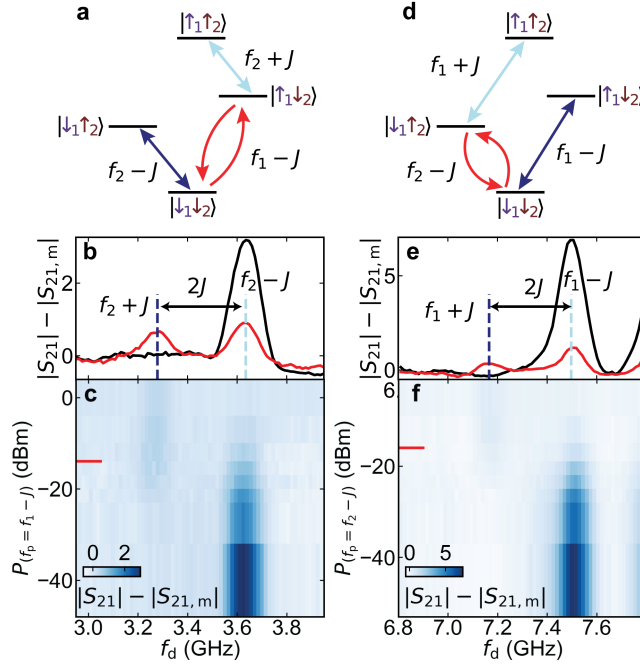 a
|↑₁↑₂⟩
f₂ + J
|↑₁↓₂⟩
|↓₁↑₂⟩
f₂ − J
f₁ − J
|↓₁↓₂⟩
d
|↑₁↑₂⟩
f₁ + J
|↑₁↓₂⟩
|↓₁↑₂⟩
f₂ − J
f₁ − J
|↓₁↓₂⟩
b
|S₂₁| − |S₂₁, ₘ|
2
0
f₂ + J
2J
f₂ − J
e
|S₂₁| − |S₂₁, ₘ|
5
0
f₁ + J
2J
f₁ − J
c
P(fₚ = f₁ − J)
(dBm)
0
−20
−40
0 2
|S₂₁| − |S₂₁, ₘ|
3.0 3.2 3.4 3.6 3.8
f_d (GHz)
f
P(fₚ = f₂ − J)
(dBm)
6
−20
−40
0 5
|S₂₁| − |S₂₁, ₘ|
6.8 7.0 7.2 7.4 7.6
f_d (GHz)